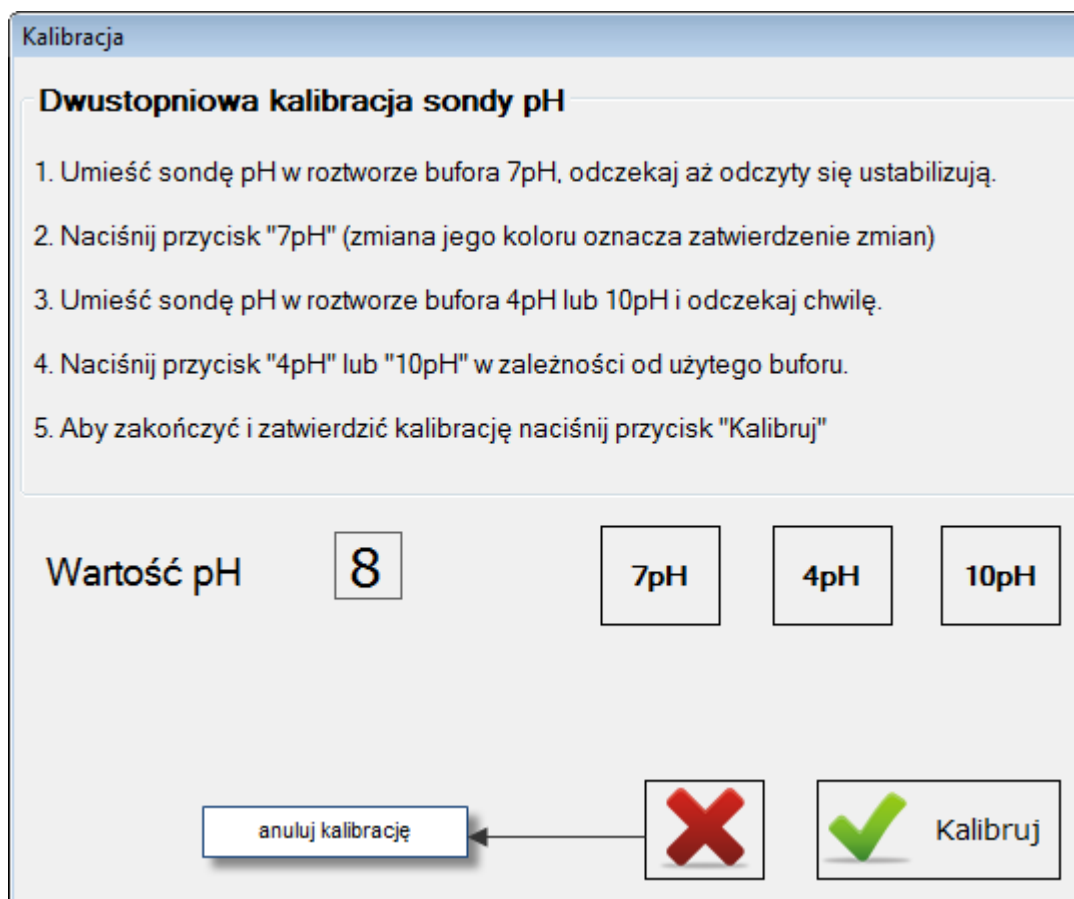 Kalibracja
Dwustopniowa kalibracja sondy pH
1. Umieść sondę pH w roztworze bufora 7pH, odczekaj aż odczyty się ustabilizują.
2. Naciśnij przycisk "7pH" (zmiana jego koloru oznacza zatwierdzenie zmian)
3. Umieść sondę pH w roztworze bufora 4pH lub 10pH i odczekaj chwilę.
4. Naciśnij przycisk "4pH" lub "10pH" w zależności od użytego buforu.
5. Aby zakończyć i zatwierdzić kalibrację naciśnij przycisk "Kalibruj"
Wartość pH 8 7pH 4pH 10pH
anuluj kalibrację Kalibruj